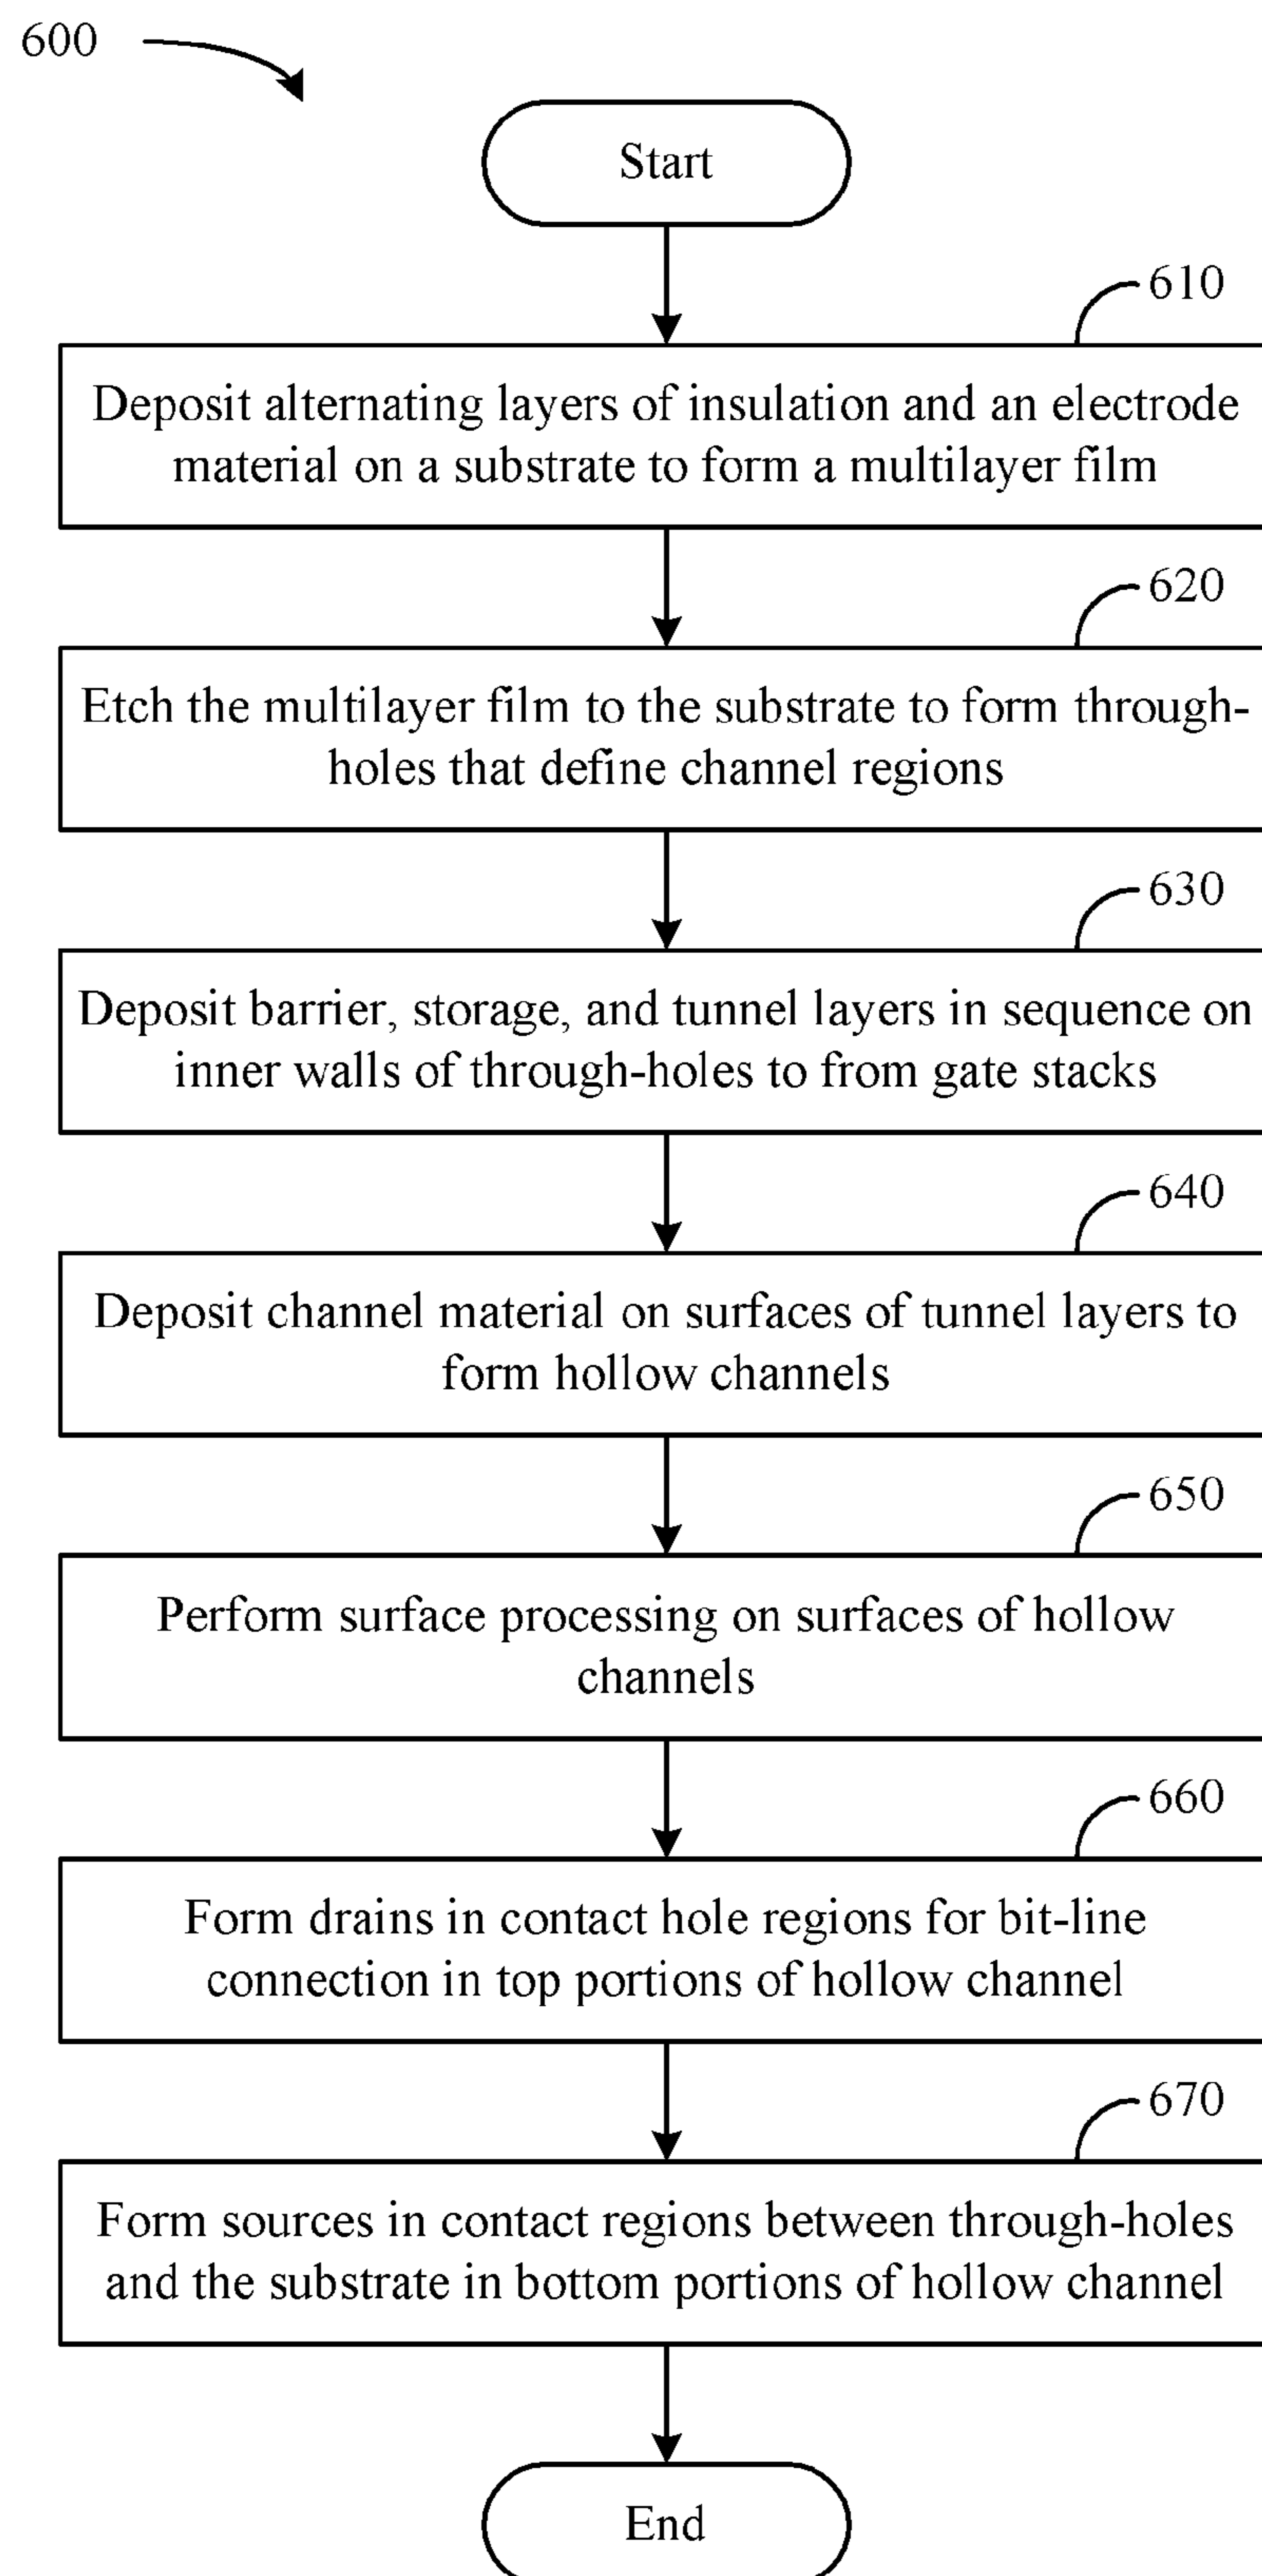 600
Start
610
Deposit alternating layers of insulation and an electrode
material on a substrate to form a multilayer film
620
Etch the multilayer film to the substrate to form through-
holes that define channel regions
630
Deposit barrier, storage, and tunnel layers in sequence on
inner walls of through-holes to from gate stacks
640
Deposit channel material on surfaces of tunnel layers to
form hollow channels
650
Perform surface processing on surfaces of hollow
channels
660
Form drains in contact hole regions for bit-line
connection in top portions of hollow channel
670
Form sources in contact regions between through-holes
and the substrate in bottom portions of hollow channel
End